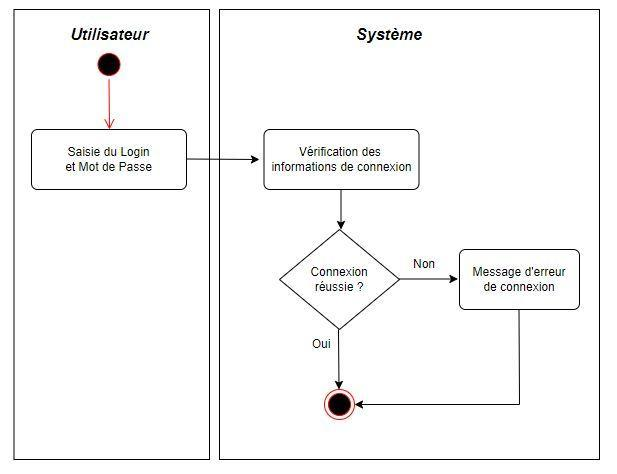 Utilisateur
Système
Saisie du Login
et Mot de Passe
Vérification des
informations de connexion
Connexion
réussie ?
Non
Message d'erreur
de connexion
Oui